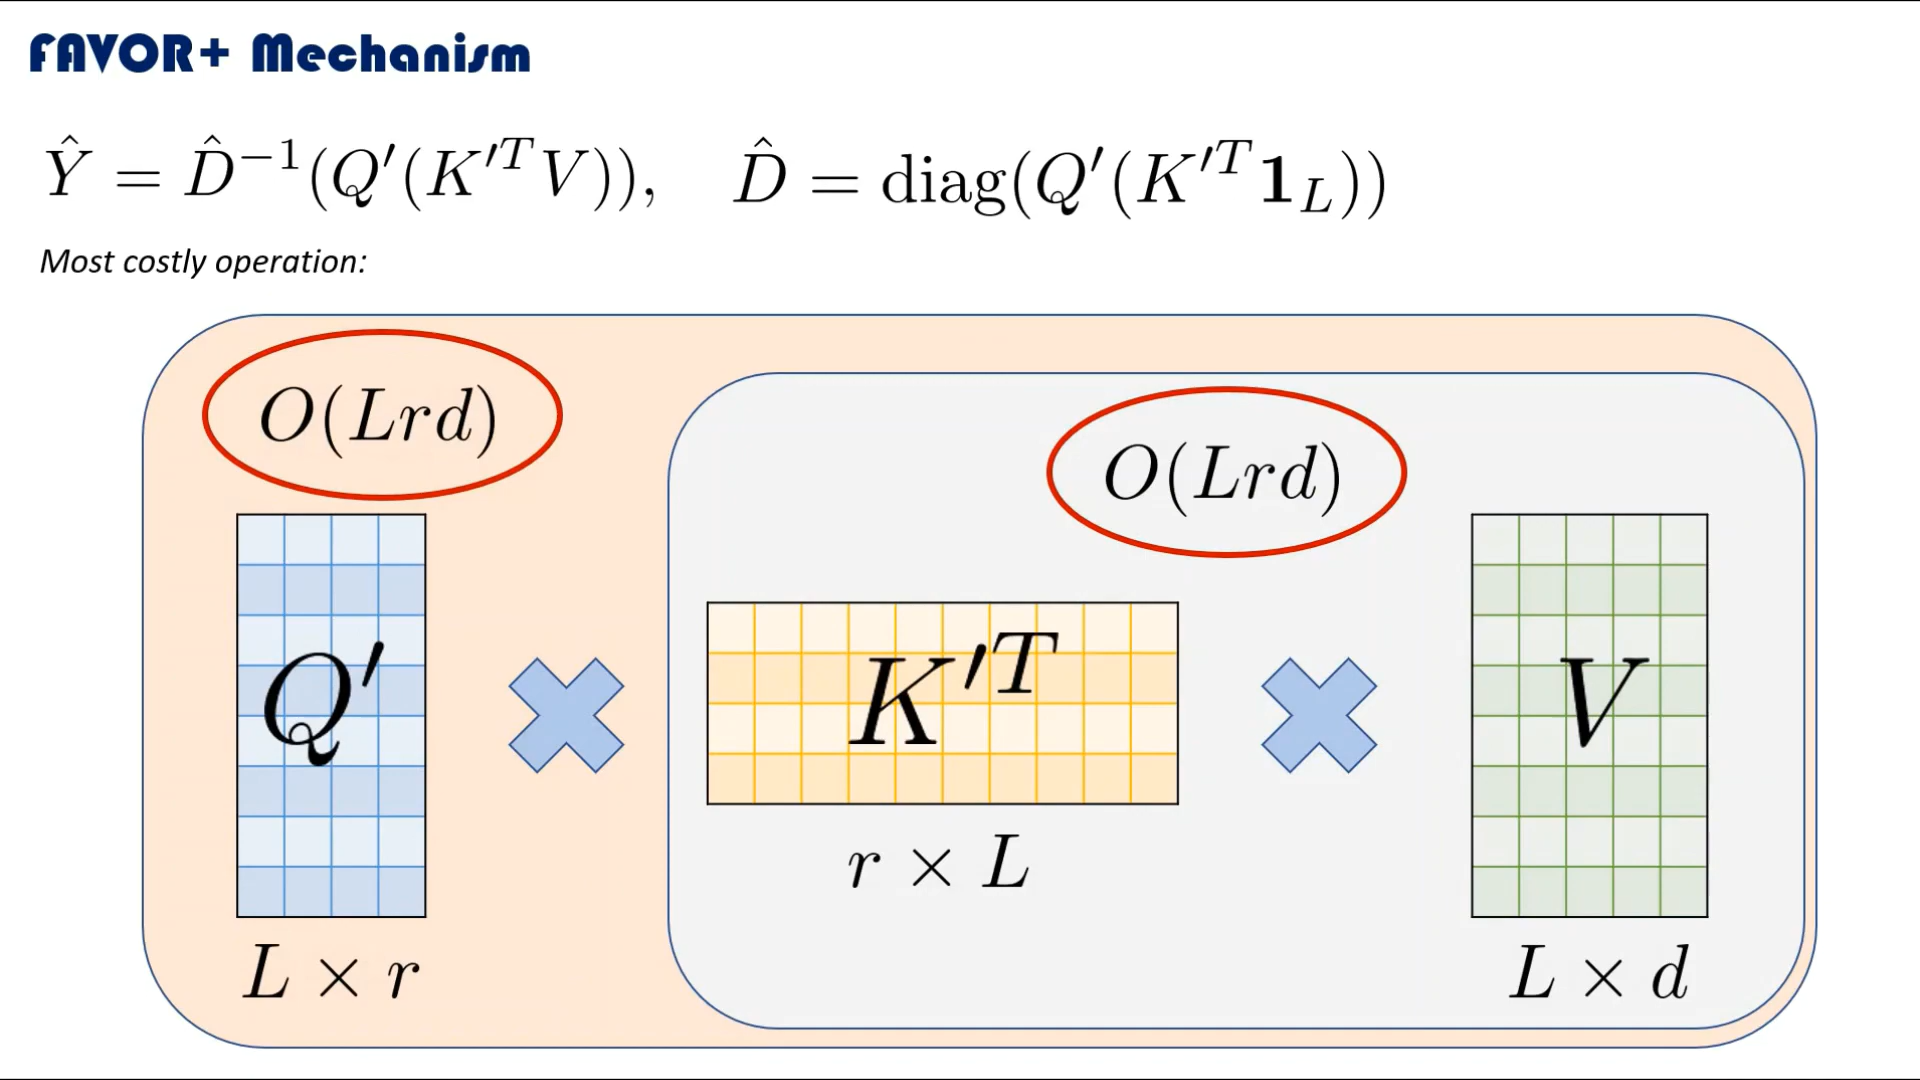 FAVOR+ Mechanism
Ŷ = D̂⁻¹(Q′(K′ᵀV)), D̂ = diag(Q′(K′ᵀ𝟏_L))
Most costly operation:
O(Lrd)
O(Lrd)
Q′
K′ᵀ
V
r × L
L × r
L × d